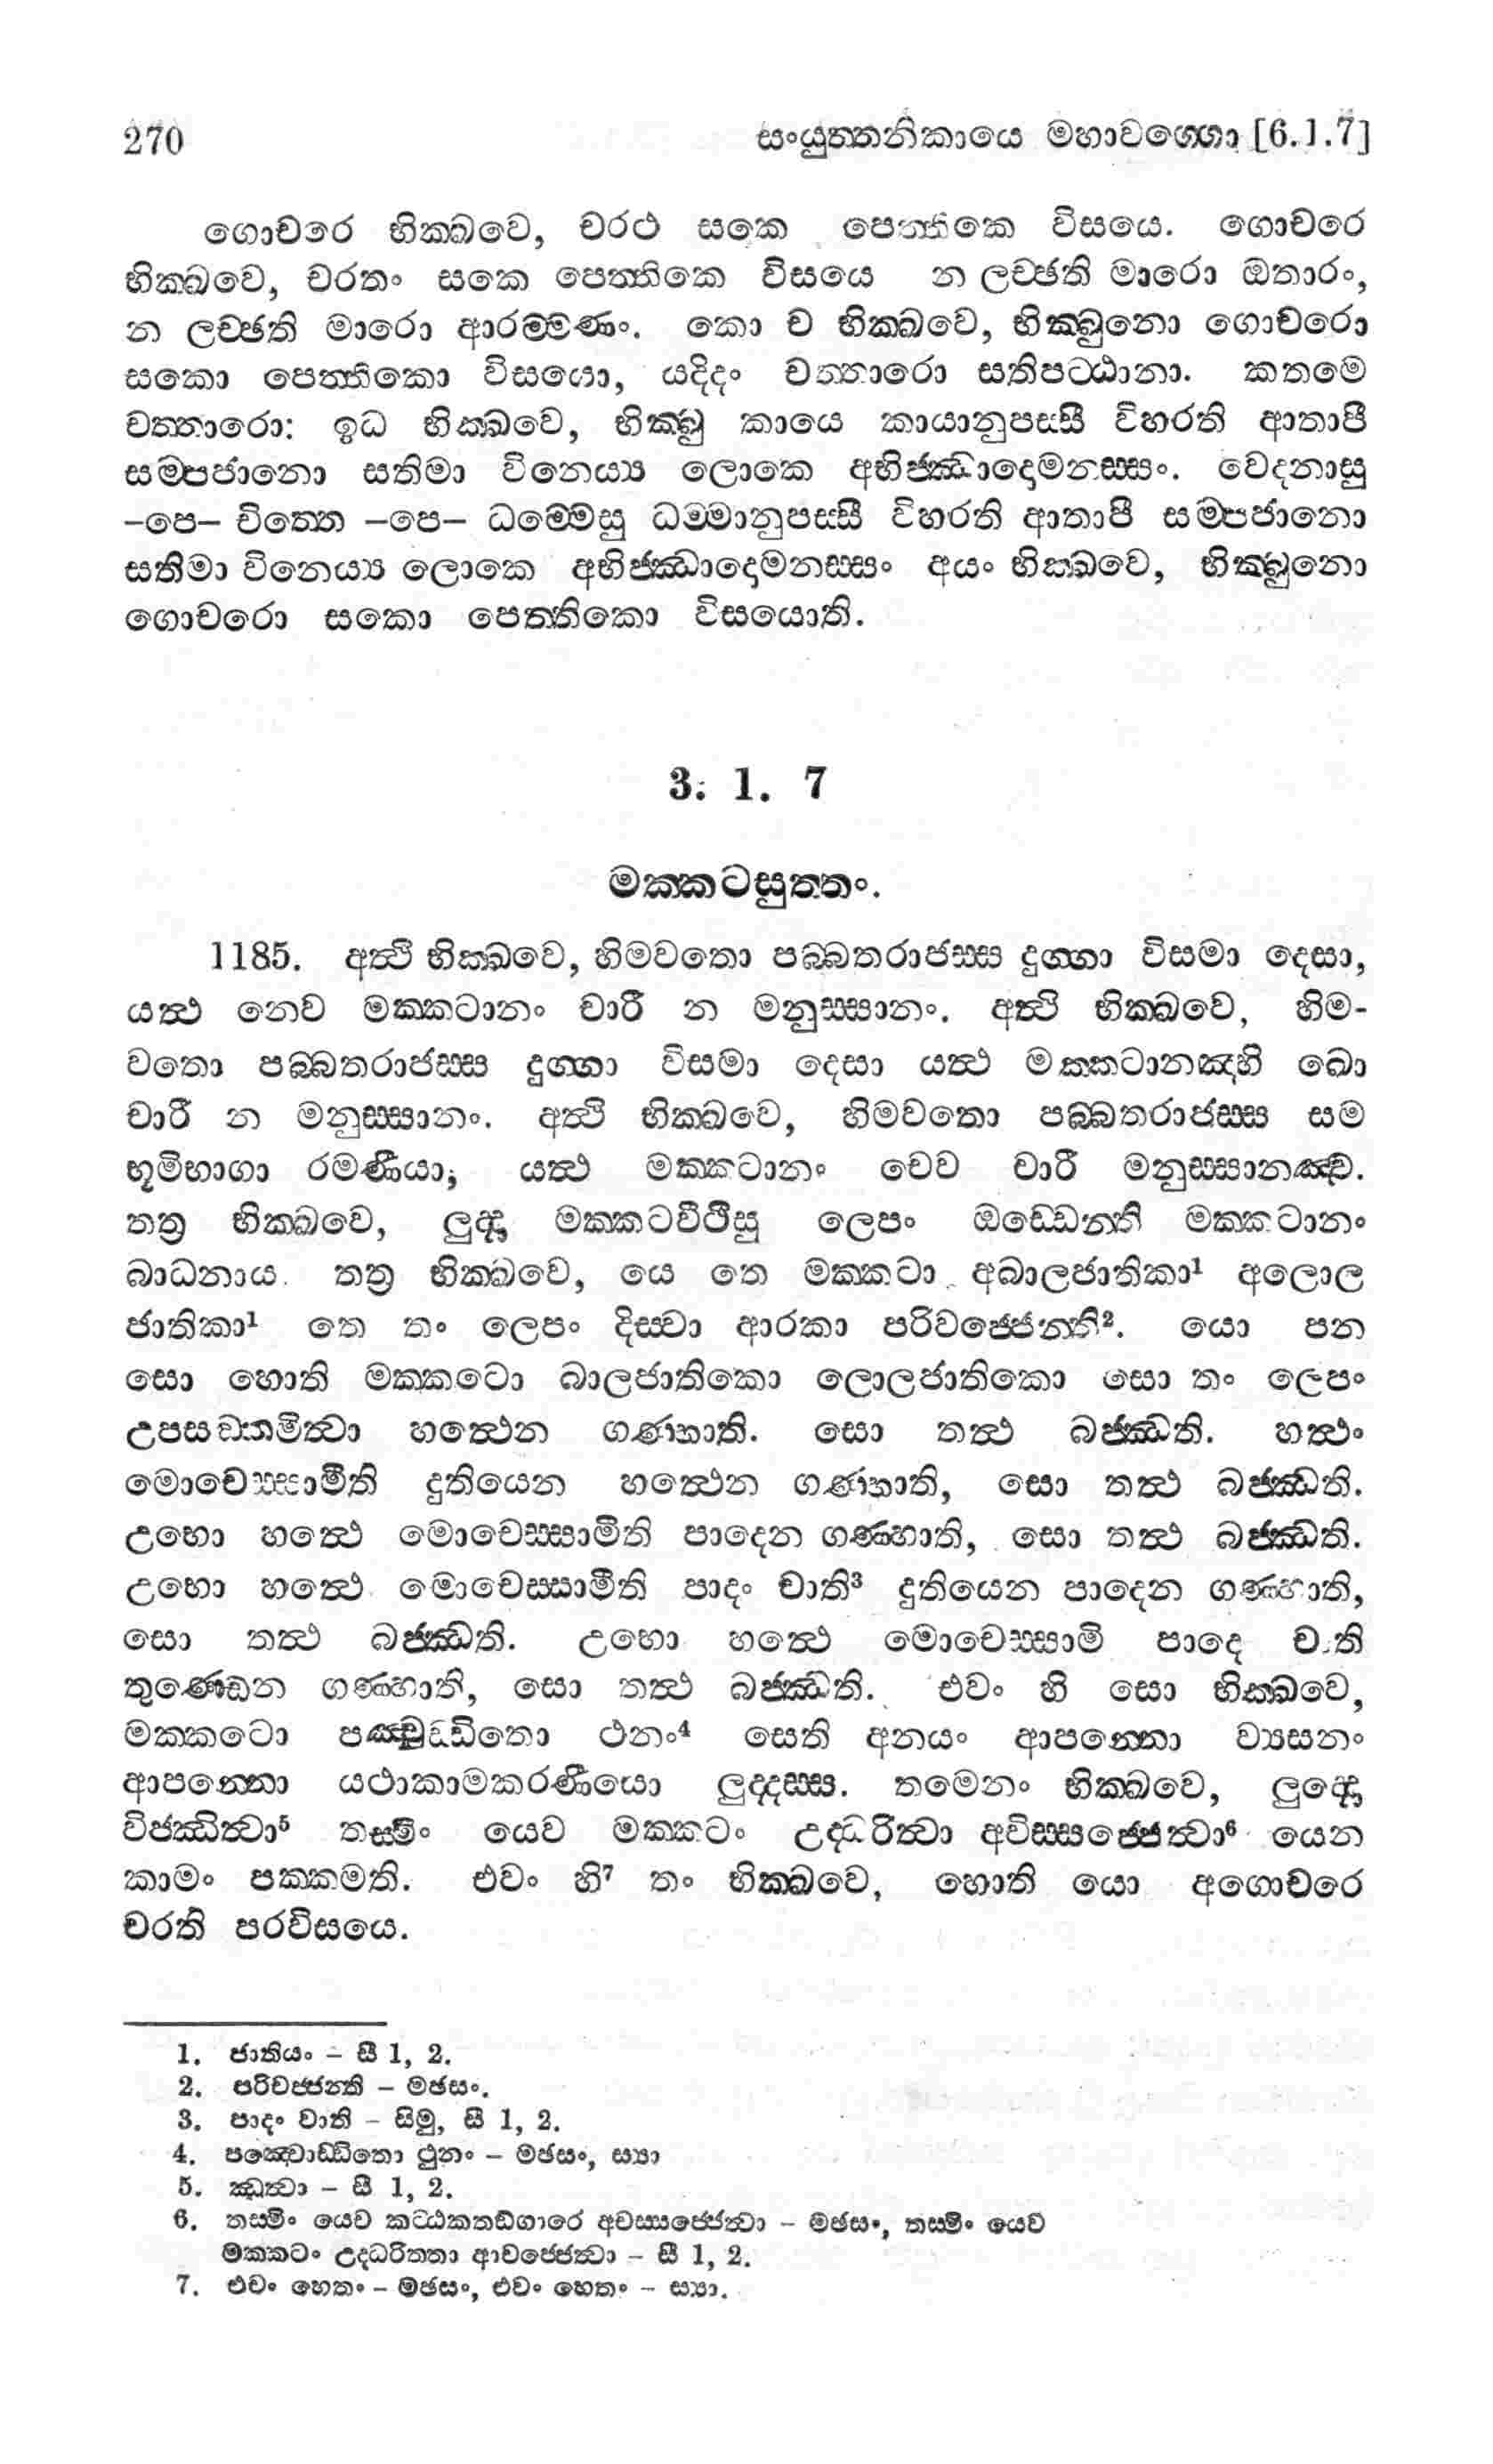 270 සංයුත්තනිකායෙ මහාවග්ගො [6.1.7]
ගොචරෙ භික්ඛවෙ, චරථ සකෙ පෙත්තිකෙ විසයෙ. ගොචරෙ
භික්ඛවෙ, චරතං සකෙ පෙත්තිකෙ විසයෙ න ලච්ඡති මාරො ඔතාරං,
න ලච්ඡති මාරො ආරම්මණං. කො ච භික්ඛවෙ, භික්ඛුනො ගොචරො
සකො පෙත්තිකො විසයො, යදිදං චත්තාරො සතිපට්ඨානා. කතමෙ
චත්තාරො: ඉධ භික්ඛවෙ, භික්ඛු කායෙ කායානුපස්සී විහරති ආතාපී
සම්පජානො සතිමා විනෙය්‍ය ලොකෙ අභිජ්ඣාදොමනස්සං. වෙදනාසු
–පෙ– චිත්තෙ –පෙ– ධම්මෙසු ධම්මානුපස්සී විහරති ආතාපී සම්පජානො
සතිමා විනෙය්‍ය ලොකෙ අභිජ්ඣාදොමනස්සං අයං භික්ඛවෙ, භික්ඛුනො
ගොචරො සකො පෙත්තිකො විසයොති.
3. 1. 7
මක්කටසුත්තං.
1185. අත්ථි භික්ඛවෙ, හිමවතො පබ්බතරාජස්ස දුග්ගා විසමා දෙසා,
යත්ථ නෙව මක්කටානං චාරී න මනුස්සානං. අත්ථි භික්ඛවෙ, හිම-
වතො පබ්බතරාජස්ස දුග්ගා විසමා දෙසා යත්ථ මක්කටානඤ්හි ඛො
චාරී න මනුස්සානං. අත්ථි භික්ඛවෙ, හිමවතො පබ්බතරාජස්ස සම
භූමිභාගා රමණීයා; යත්ථ මක්කටානං චෙව චාරී මනුස්සානඤ්ච.
තත්‍ර භික්ඛවෙ, ලුද්දා මක්කටවීථීසු ලෙපං ඔඩ්ඩෙන්ති මක්කටානං
බාධනාය. තත්‍ර භික්ඛවෙ, යෙ තෙ මක්කටා අබාලජාතිකා¹ අලොල
ජාතිකා¹ තෙ තං ලෙපං දිස්වා ආරකා පරිවජ්ජෙන්ති². යො පන
සො හොති මක්කටො බාලජාතිකො ලොලජාතිකො සො තං ලෙපං
උපසඞ්කමිත්වා හත්ථෙන ගණ්හාති. සො තත්ථ බජ්ඣති. හත්ථං
මොචෙස්සාමීති දුතියෙන හත්ථෙන ගණ්හාති, සො තත්ථ බජ්ඣති.
උභො හත්ථෙ මොචෙස්සාමීති පාදෙන ගණ්හාති, සො තත්ථ බජ්ඣති.
උභො හත්ථෙ මොචෙස්සාමීති පාදං චාති³ දුතියෙන පාදෙන ගණ්හාති,
සො තත්ථ බජ්ඣති. උභො හත්ථෙ මොචෙස්සාමි පාදෙ චාති
තුණ්ඩෙන ගණ්හාති, සො තත්ථ බජ්ඣති. එවං හි සො භික්ඛවෙ,
මක්කටො පඤ්චුඩ්ඩිතො ථනං⁴ සෙති අනයං ආපන්නො ව්‍යසනං
ආපන්නො යථාකාමකරණීයො ලුද්දස්ස. තමෙනං භික්ඛවෙ, ලුද්දො
විජ්ඣිත්වා⁵ තස්මිං යෙව මක්කටං උද්ධරිත්වා අවිස්සජ්ජෙත්වා⁶ යෙන
කාමං පක්කමති. එවං හි⁷ තං භික්ඛවෙ, හොති යො අගොචරෙ
චරති පරවිසයෙ.
1. ජාතියං – සී 1, 2.
2. පරිවජ්ජන්ති – මඡසං.
3. පාදං වාති – සිමු, සී 1, 2.
4. පඤ්චොඩ්ඩිතො ථුනං – මඡසං, ස්‍යා
5. ඣත්වා – සී 1, 2.
6. තස්මිං යෙව කට්ඨකතඞ්ගාරෙ අවස්සජ්ජෙත්වා – මඡසං, තස්මිං යෙව
මක්කටං උද්ධරිත්තා ආවජ්ජෙත්වා – සී 1, 2.
7. එවං හෙතං – මඡසං, එවං හෙතං – ස්‍යා.